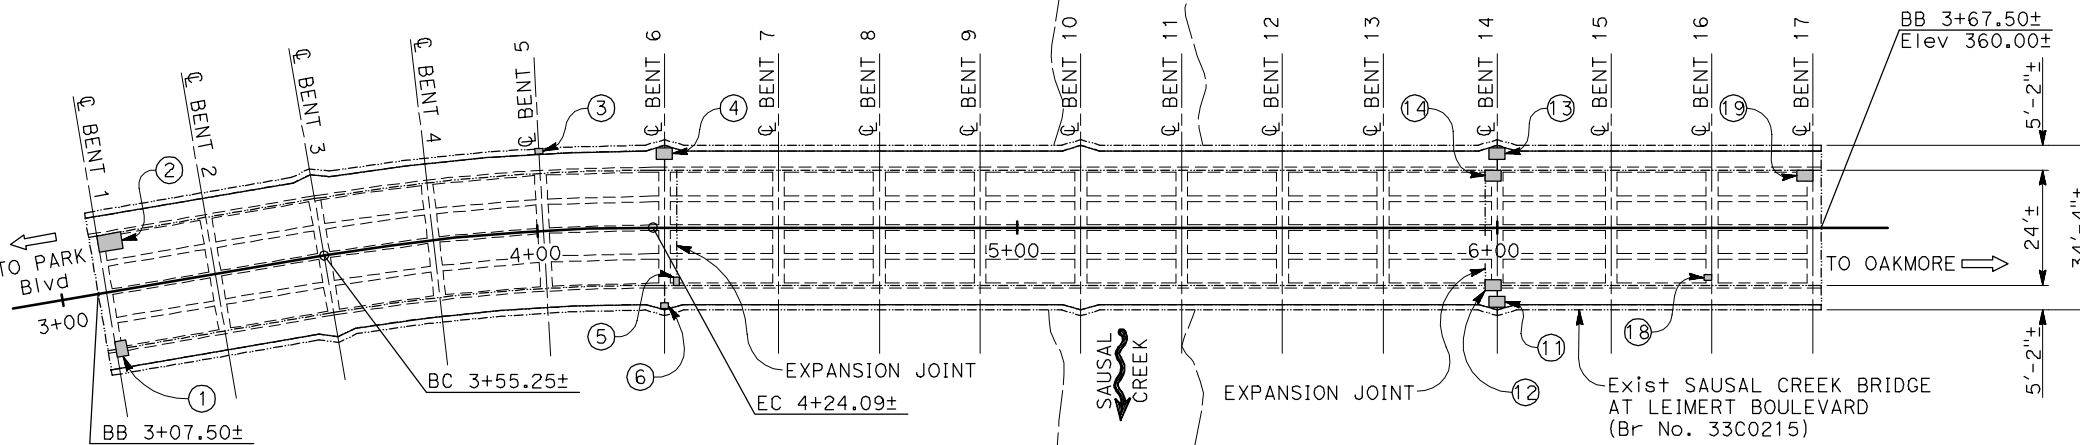 ℄ BENT 1
℄ BENT 2
℄ BENT 3
℄ BENT 4
℄ BENT 5
℄ BENT 6
℄ BENT 7
℄ BENT 8
℄ BENT 9
℄ BENT 10
℄ BENT 11
℄ BENT 12
℄ BENT 13
℄ BENT 14
℄ BENT 15
℄ BENT 16
℄ BENT 17
BB 3+67.50±
Elev 360.00±
2
3
4
14
13
19
5'-2"±
24'±
34'-4"±
5'-2"±
TO PARK
Blvd
3+00
4+00
5+00
6+00
TO OAKMORE
5
6
18
11
12
1
BC 3+55.25±
EC 4+24.09±
BB 3+07.50±
EXPANSION JOINT
SAUSAL
CREEK
EXPANSION JOINT
Exist SAUSAL CREEK BRIDGE
AT LEIMERT BOULEVARD
(Br No. 33C0215)